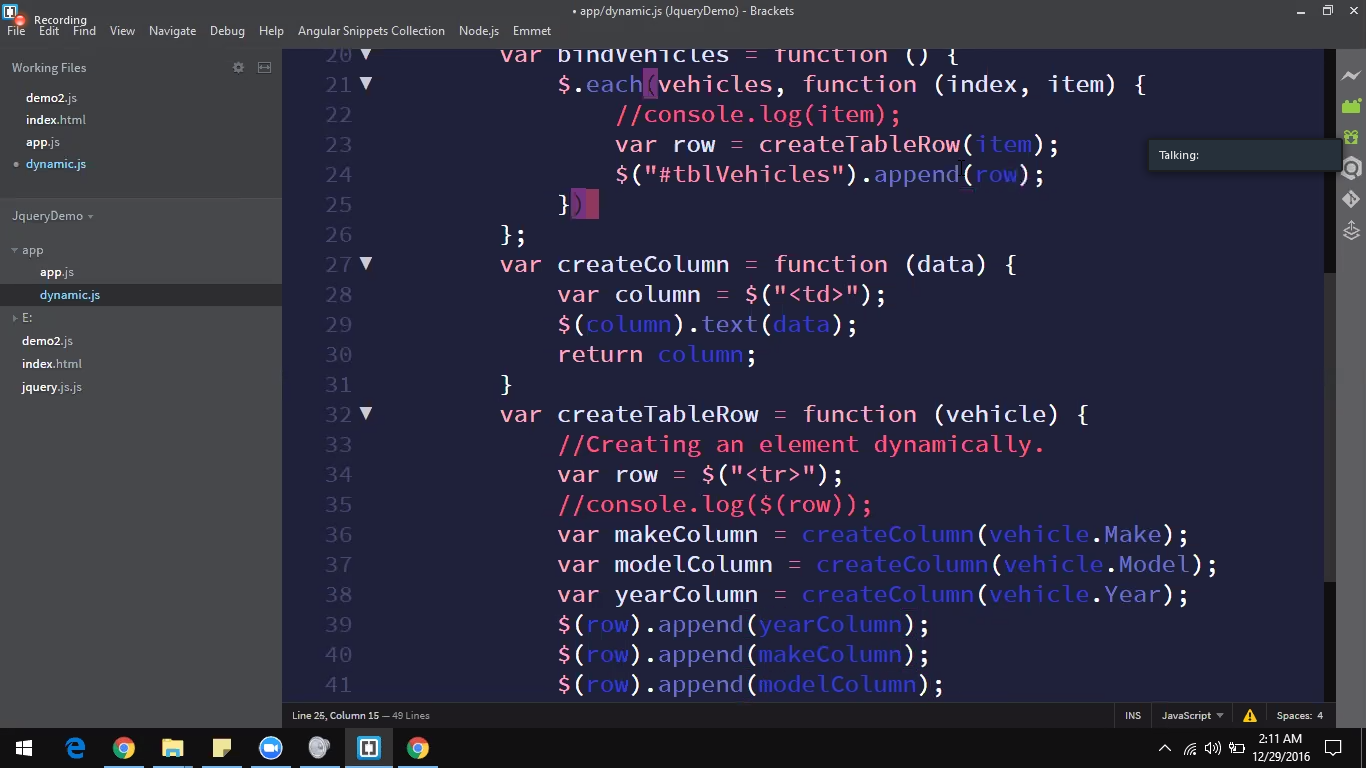 • app/dynamic.js (JqueryDemo) - Brackets
Recording
File Edit Find View Navigate Debug Help Angular Snippets Collection Node.js Emmet
Working Files
demo2.js
index.html
app.js
• dynamic.js
JqueryDemo
app
app.js
dynamic.js
E:
demo2.js
index.html
jquery.js.js
20 var bindVehicles = function () {
21 $.each(vehicles, function (index, item) {
22 //console.log(item);
23 var row = createTableRow(item);
24 $("#tblVehicles").append(row);
25 })
26 };
27 var createColumn = function (data) {
28 var column = $("<td>");
29 $(column).text(data);
30 return column;
31 }
32 var createTableRow = function (vehicle) {
33 //Creating an element dynamically.
34 var row = $("<tr>");
35 //console.log($(row));
36 var makeColumn = createColumn(vehicle.Make);
37 var modelColumn = createColumn(vehicle.Model);
38 var yearColumn = createColumn(vehicle.Year);
39 $(row).append(yearColumn);
40 $(row).append(makeColumn);
41 $(row).append(modelColumn);
Talking:
Line 25, Column 15 — 49 Lines
INS JavaScript Spaces: 4
2:11 AM
12/29/2016